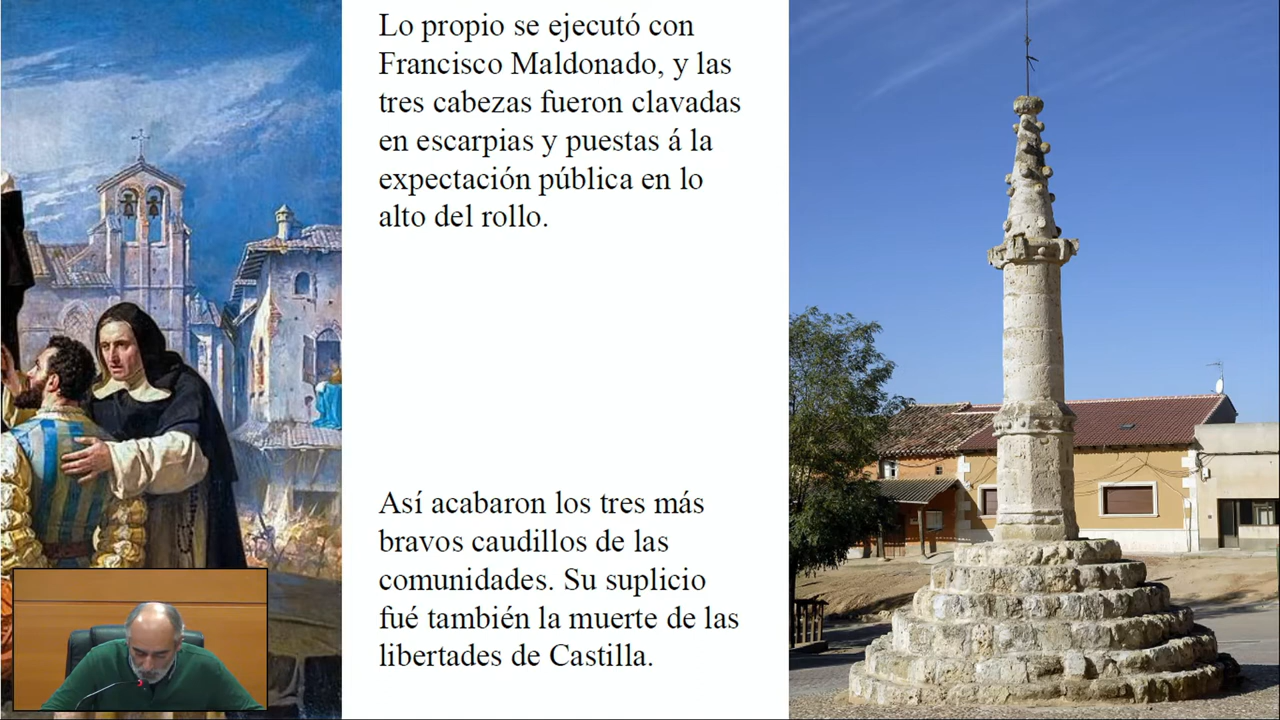 Lo propio se ejecutó con
Francisco Maldonado, y las
tres cabezas fueron clavadas
en escarpias y puestas á la
expectación pública en lo
alto del rollo.
Así acabaron los tres más
bravos caudillos de las
comunidades. Su suplicio
fué también la muerte de las
libertades de Castilla.